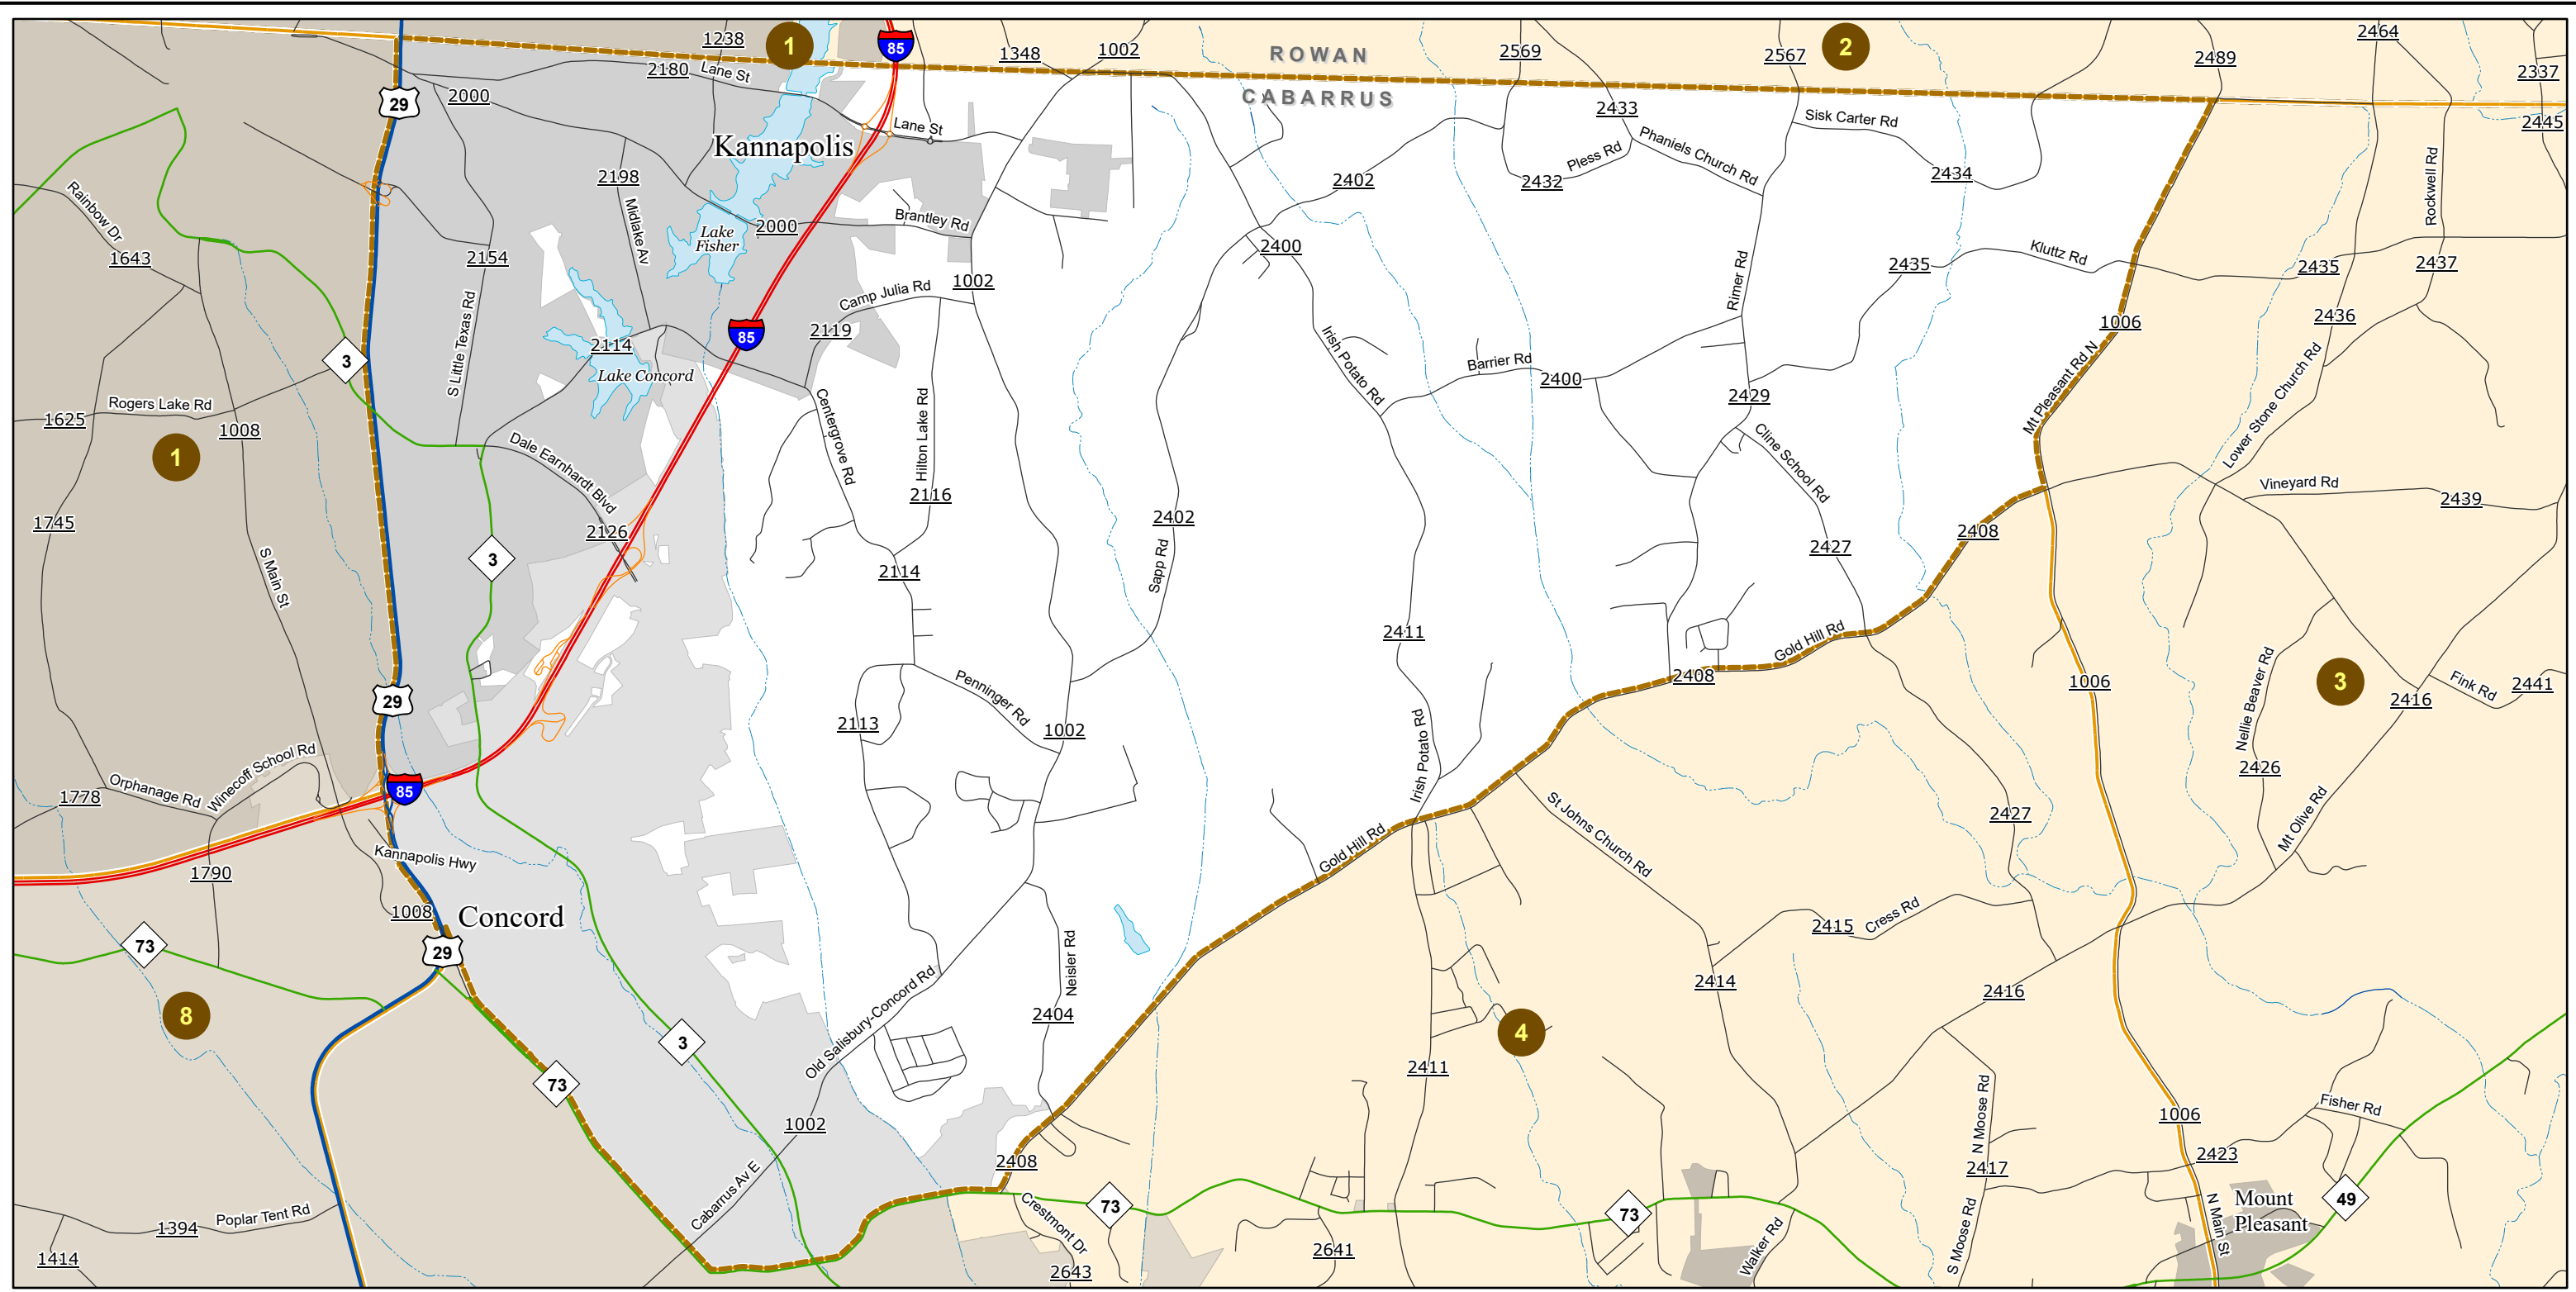 1238
1
85
1348
1002
ROWAN
2569
2567
2
2489
2464
2180
Lane St
2337
29
2000
CABARRUS
2433
Sisk Carter Rd
2445
Lane St
Kannapolis
Phaniels Church Rd
Pless Rd
2198
2402
2432
2434
Rockwell Rd
Rainbow Dr
Midlake Av
2000
Brantley Rd
Lake
Fisher
2400
1643
2154
2435
Kluttz Rd
2435
2437
1002
Camp Julia Rd
Rimer Rd
S Little Texas Rd
85
2119
2114
Irish Potato Rd
1006
2436
3
Lake Concord
Barrier Rd
2400
Mt Pleasant Rd N
Lower Stone Church Rd
Rogers Lake Rd
1625
1008
Centergrove Rd
Hilton Lake Rd
2429
1
Dale Earnhardt Blvd
Cline School Rd
Vineyard Rd
2439
2116
1745
2126
2402
2408
3
2427
S Main St
2114
Sapp Rd
2411
Gold Hill Rd
2408
29
Penninger Rd
1006
Nellie Beaver Rd
3
Fink Rd
2441
2416
2113
1002
Irish Potato Rd
Winecoff School Rd
2426
Orphanage Rd
1778
85
St Johns Church Rd
2427
Mt Olive Rd
Gold Hill Rd
Kannapolis Hwy
1790
1008
Concord
73
29
2415
Cress Rd
Neisler Rd
2414
2416
8
Old Salisbury-Concord Rd
2404
4
3
73
2411
N Moose Rd
1002
1006
Fisher Rd
2408
2423
2417
Cabarrus Av E
Crestmont Dr
73
73
49
Mount
Pleasant
N Main St
Poplar Tent Rd
1394
S Moose Rd
Walker Rd
1414
2641
2643